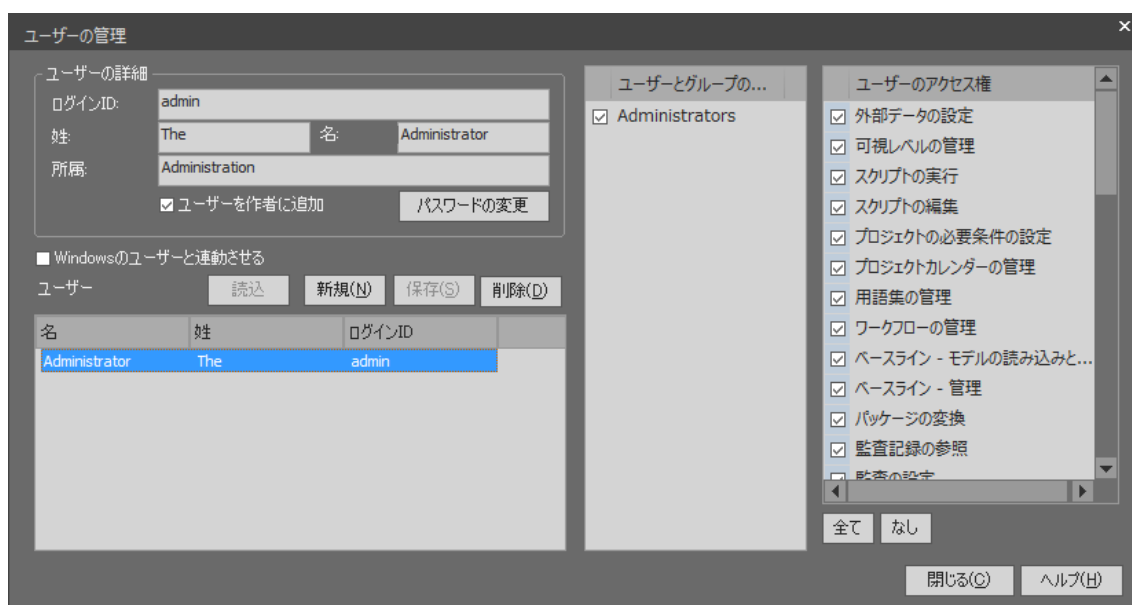 ユーザーの管理
ユーザーの詳細
ログインID: admin
姓: The 名: Administrator
所属: Administration
ユーザーを作者に追加 パスワードの変更
Windowsのユーザーと連動させる
ユーザー 読込 新規(N) 保存(S) 削除(D)
名 姓 ログインID
Administrator The admin
ユーザーとグループの...
Administrators
ユーザーのアクセス権
外部データの設定
可視レベルの管理
スクリプトの実行
スクリプトの編集
プロジェクトの必要条件の設定
プロジェクトカレンダーの管理
用語集の管理
ワークフローの管理
ベースライン - モデルの読み込みと...
ベースライン - 管理
パッケージの変換
監査記録の参照
監査の設定
全て なし
閉じる(C) ヘルプ(H)